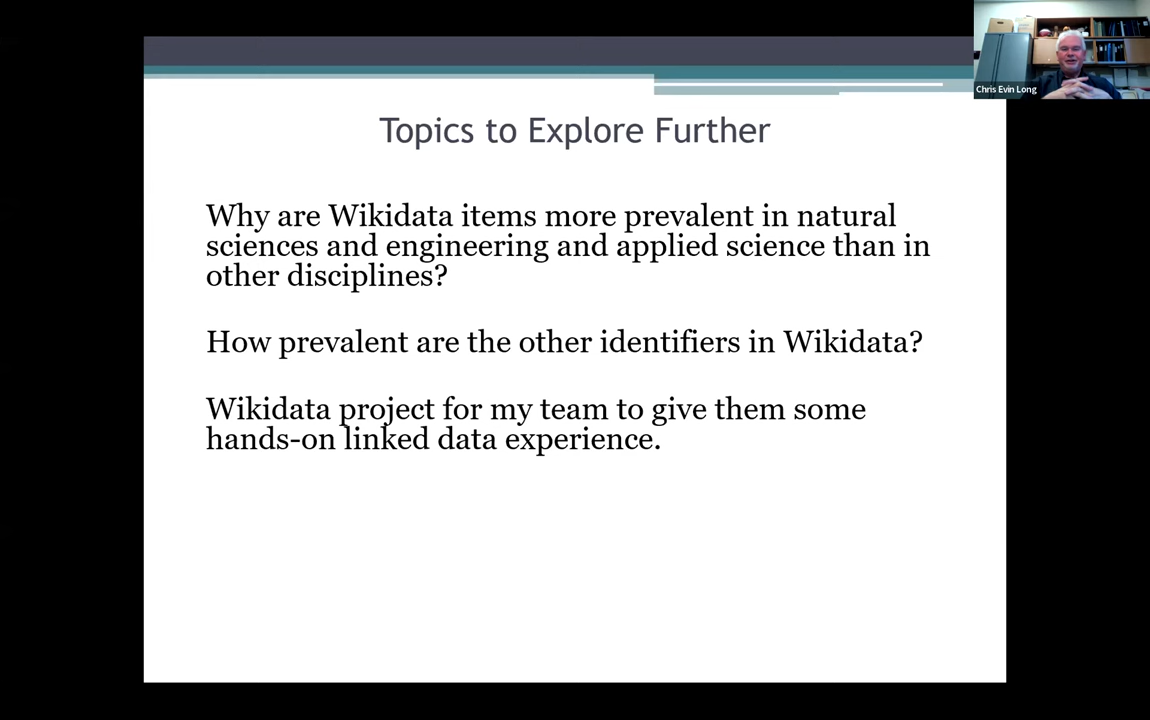 Topics to Explore Further
Why are Wikidata items more prevalent in natural
sciences and engineering and applied science than in
other disciplines?
How prevalent are the other identifiers in Wikidata?
Wikidata project for my team to give them some
hands-on linked data experience.
Chris Evin Long